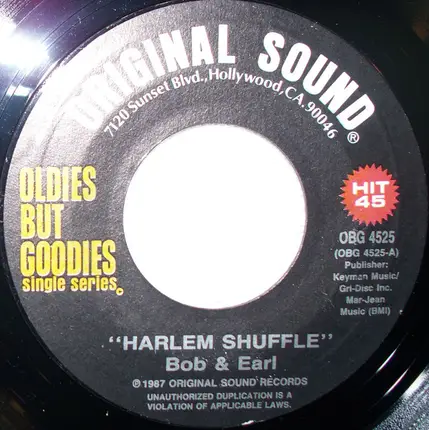 ORIGINAL SOUND®
7120 Sunset Blvd., Hollywood, CA. 90046
OLDIES
BUT
GOODIES
single series®
HIT
45
OBG 4525
(OBG 4525-A)
Publisher:
Keyman Music/
Gri-Disc Inc.
Mar-Jean
Music (BMI)
"HARLEM SHUFFLE"
Bob & Earl
℗ 1987 ORIGINAL SOUND RECORDS
UNAUTHORIZED DUPLICATION IS A
VIOLATION OF APPLICABLE LAWS.